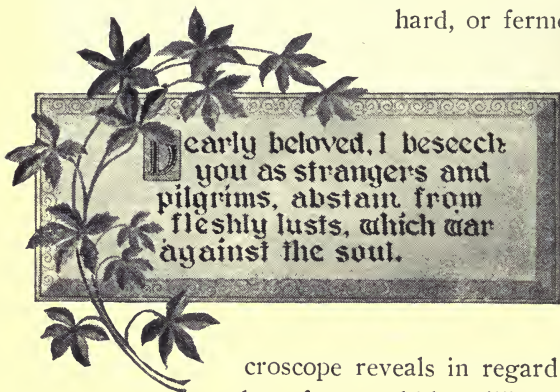 hard, or ferme
Dearly beloved, I beseech
you as strangers and
pilgrims, abstain from
fleshly lusts, which war
against the soul.
croscope reveals in regard